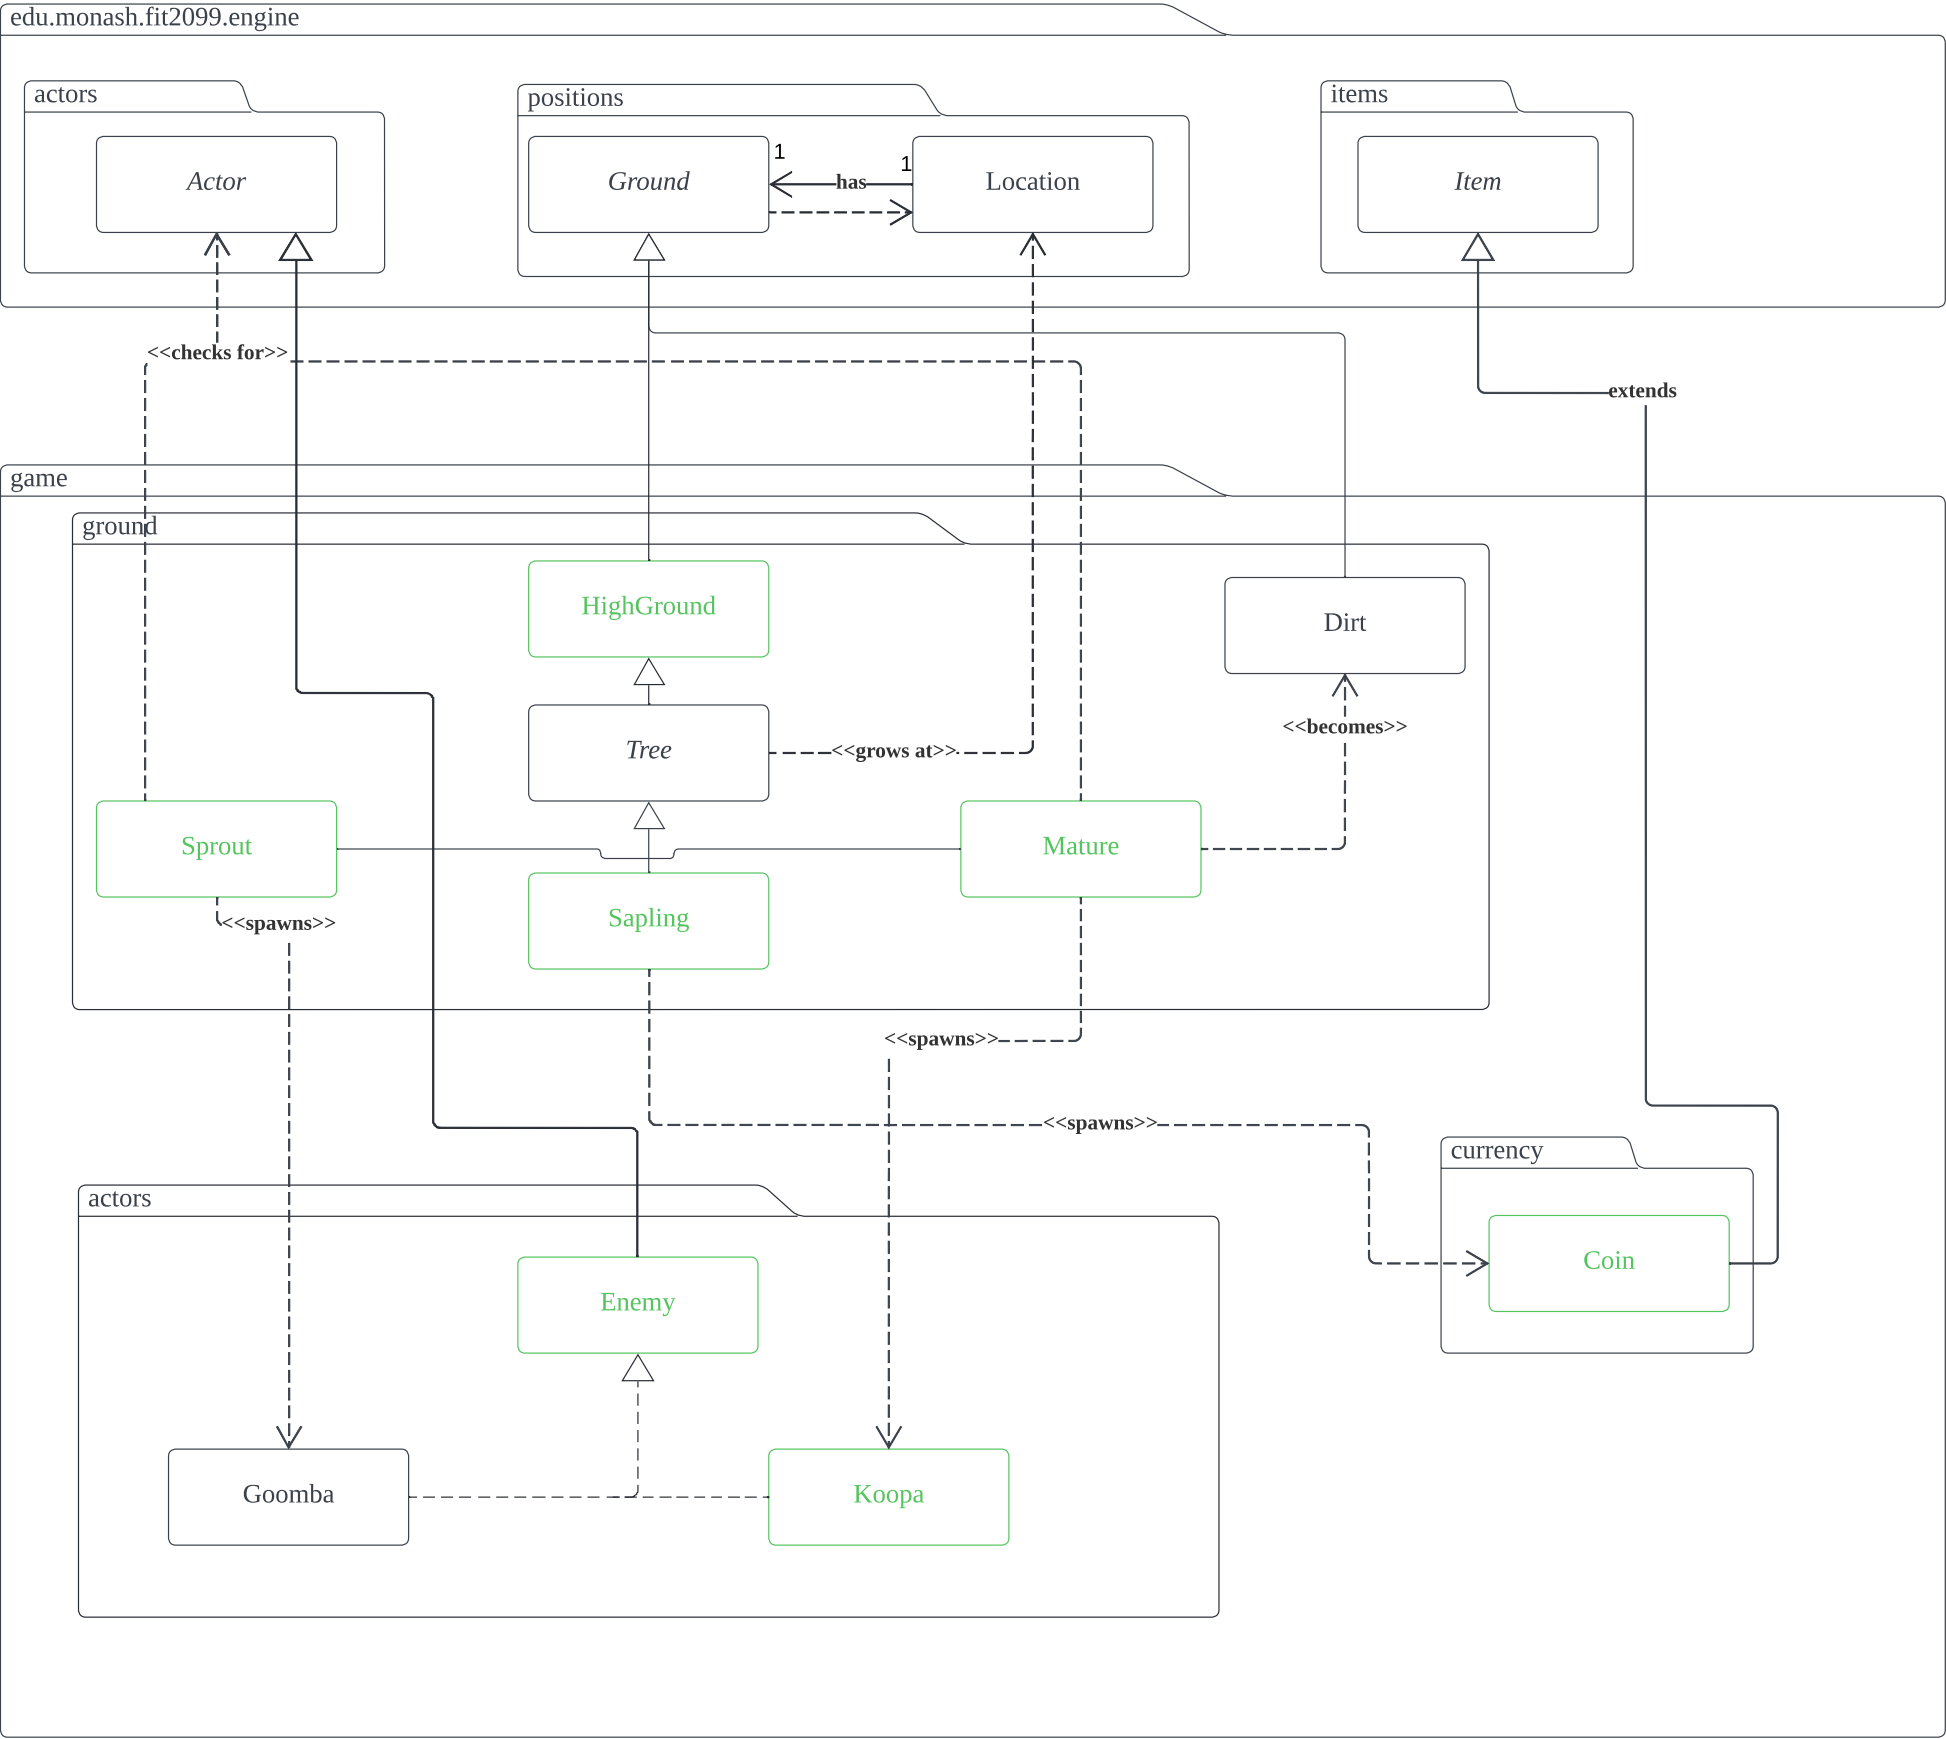 edu.monash.fit2099.engine
actors
positions
items
Actor
Ground
1
has
1
Location
Item
<<checks for>>
extends
game
ground
HighGround
Dirt
Tree
<<grows at>>
<<becomes>>
Sprout
Mature
Sapling
<<spawns>>
<<spawns>>
<<spawns>>
currency
actors
Coin
Enemy
Goomba
Koopa